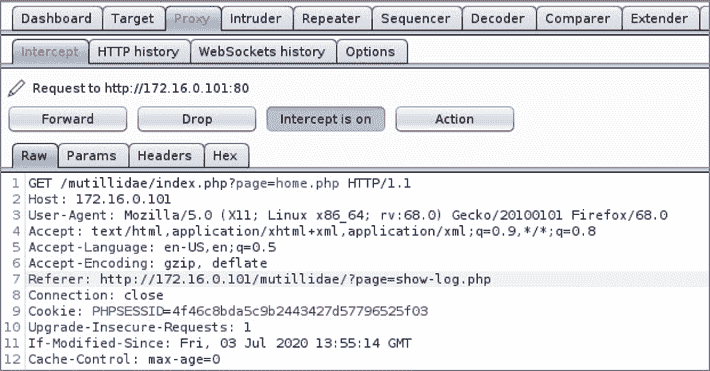 Dashboard Target Proxy Intruder Repeater Sequencer Decoder Comparer Extender
Intercept HTTP history WebSockets history Options
Request to http://172.16.0.101:80
Forward Drop Intercept is on Action
Raw Params Headers Hex
1 GET /mutillidae/index.php?page=home.php HTTP/1.1
2 Host: 172.16.0.101
3 User-Agent: Mozilla/5.0 (X11; Linux x86_64; rv:68.0) Gecko/20100101 Firefox/68.0
4 Accept: text/html,application/xhtml+xml,application/xml;q=0.9,*/*;q=0.8
5 Accept-Language: en-US,en;q=0.5
6 Accept-Encoding: gzip, deflate
7 Referer: http://172.16.0.101/mutillidae/?page=show-log.php
8 Connection: close
9 Cookie: PHPSESSID=4f46c8bda5c9b2443427d57796525f03
10 Upgrade-Insecure-Requests: 1
11 If-Modified-Since: Fri, 03 Jul 2020 13:55:14 GMT
12 Cache-Control: max-age=0